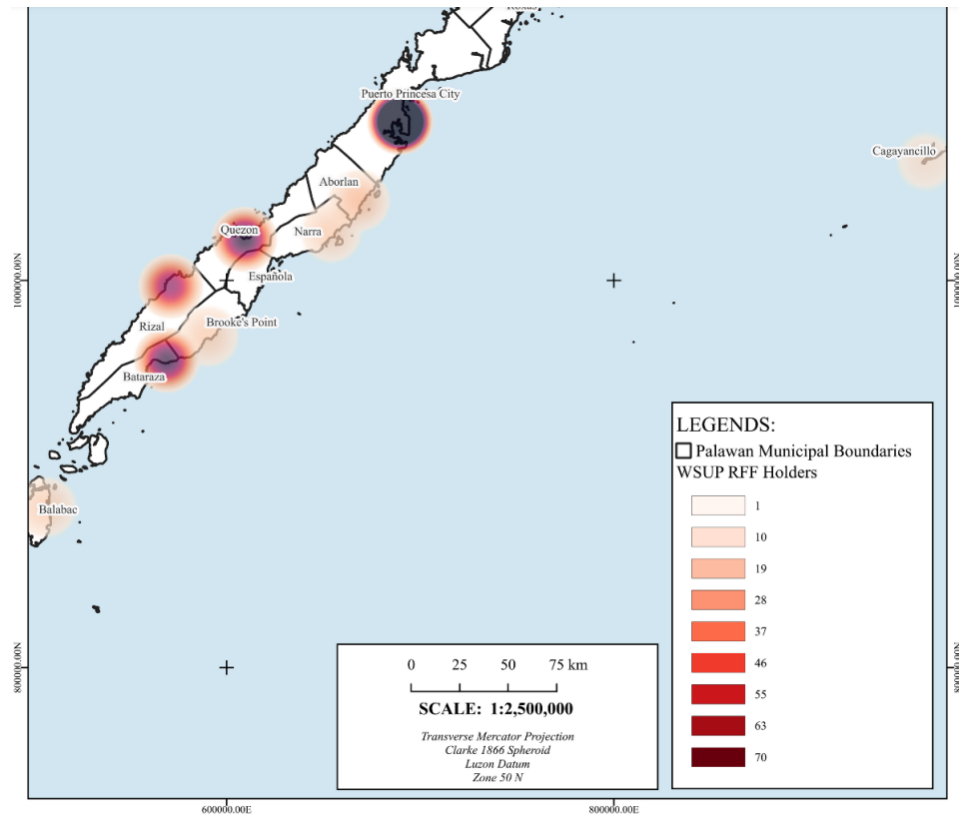 Roxas
Puerto Princesa City
Cagayancillo
Aborlan
Quezon
Narra
Española
Rizal
Brooke's Point
Bataraza
Balabac
1000000.00N
800000.00N
600000.00E
800000.00E
0 25 50 75 km
SCALE: 1:2,500,000
Transverse Mercator Projection
Clarke 1866 Spheroid
Luzon Datum
Zone 50 N
LEGENDS:
Palawan Municipal Boundaries
WSUP RFF Holders
1
10
19
28
37
46
55
63
70